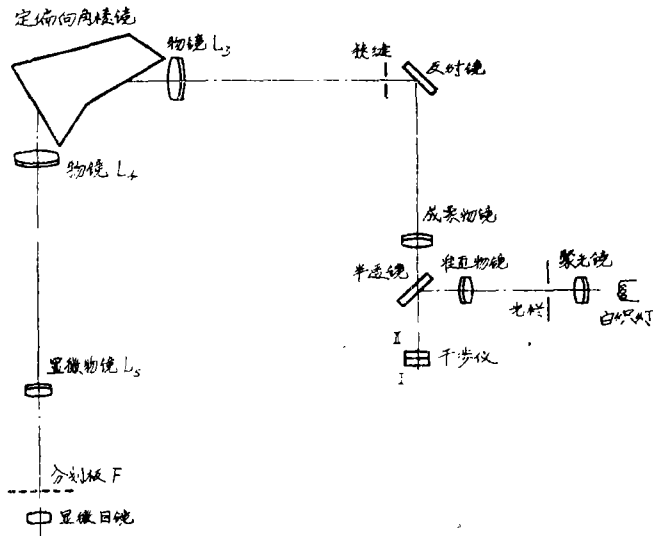 定偏向角棱镜
物镜 L3
狭缝
反射镜
物镜 L4
成象物镜
半透镜
准直物镜
聚光镜
光栏
白炽灯
II
干涉仪
I
显微物镜 L5
分划板 F
显微目镜